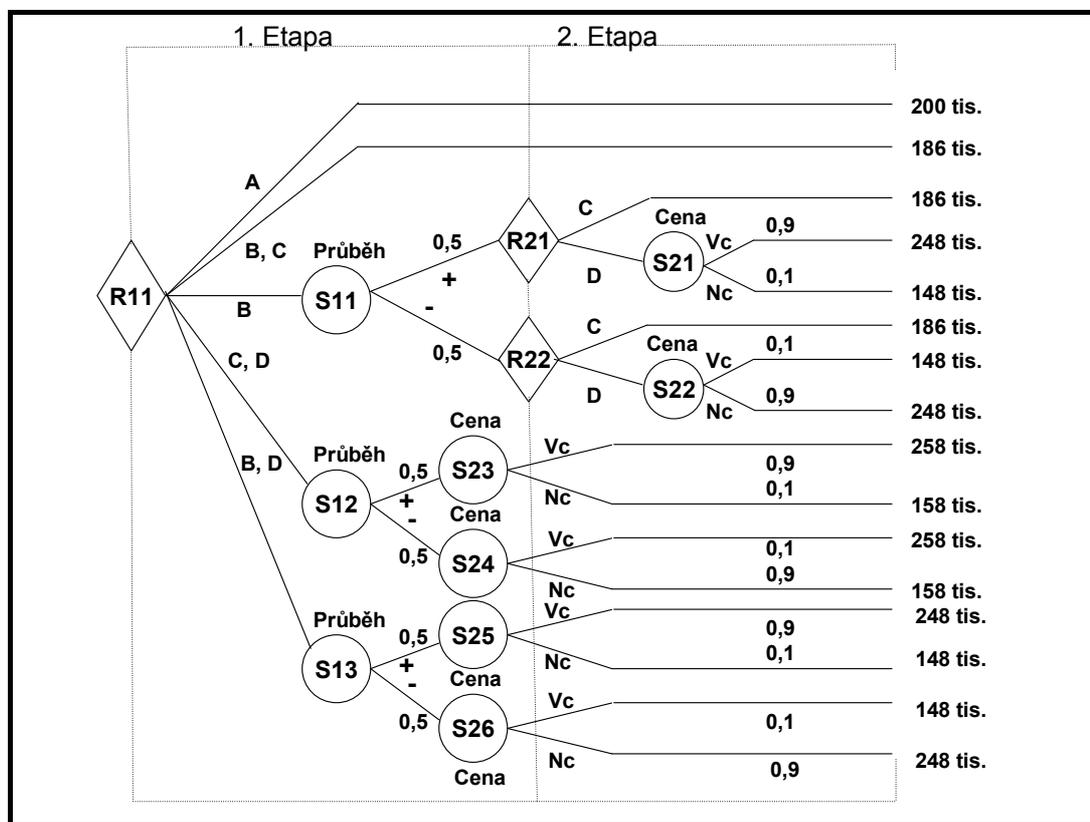 1. Etapa
2. Etapa
200 tis.
186 tis.
A
B, C
B
C, D
B, D
R11
Průběh
S11
0,5
+
-
0,5
R21
C
186 tis.
D
Cena
S21
Vc
0,9
248 tis.
Nc
0,1
148 tis.
R22
C
186 tis.
D
Cena
S22
Vc
0,1
148 tis.
Nc
0,9
248 tis.
Průběh
S12
0,5
+
-
0,5
Cena
S23
Vc
0,9
258 tis.
Nc
0,1
158 tis.
Cena
S24
Vc
0,1
258 tis.
Nc
0,9
158 tis.
Průběh
S13
0,5
+
-
0,5
S25
Cena
Vc
0,9
248 tis.
Nc
0,1
148 tis.
S26
Cena
Vc
0,1
148 tis.
Nc
0,9
248 tis.